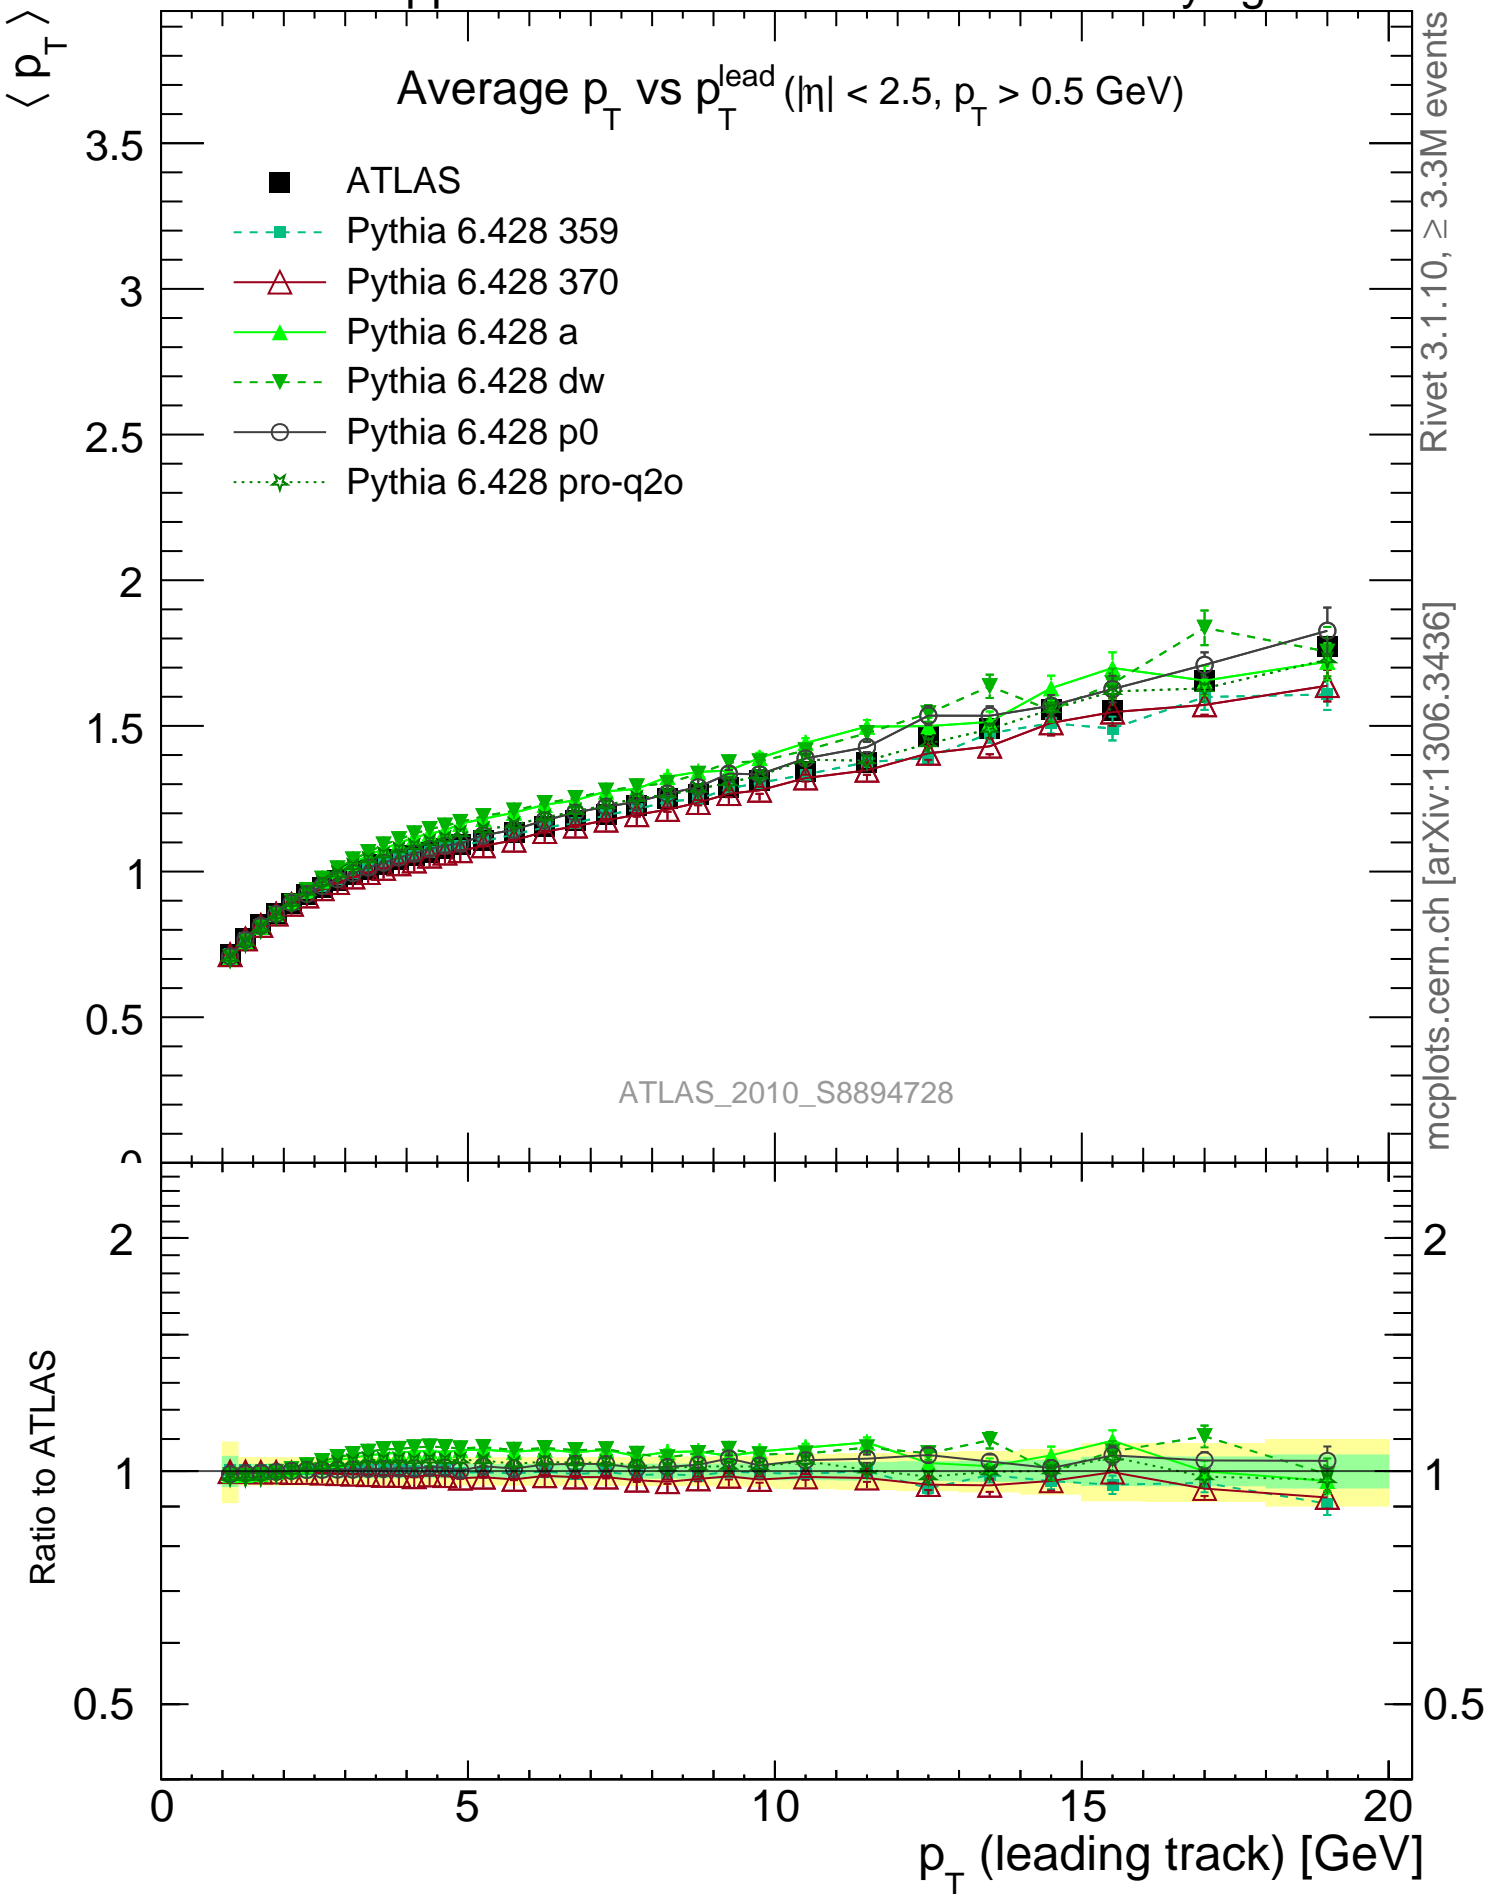 ⟨ p_T ⟩
Average p_T vs p_T^lead (|η| < 2.5, p_T > 0.5 GeV)
ATLAS
Pythia 6.428 359
Pythia 6.428 370
Pythia 6.428 a
Pythia 6.428 dw
Pythia 6.428 p0
Pythia 6.428 pro-q2o
3.5
3
2.5
2
1.5
1
0.5
0
ATLAS_2010_S8894728
Rivet 3.1.10, ≥ 3.3M events
mcplots.cern.ch [arXiv:1306.3436]
Ratio to ATLAS
2
1
0.5
2
1
0.5
0 5 10 15 20
p_T (leading track) [GeV]